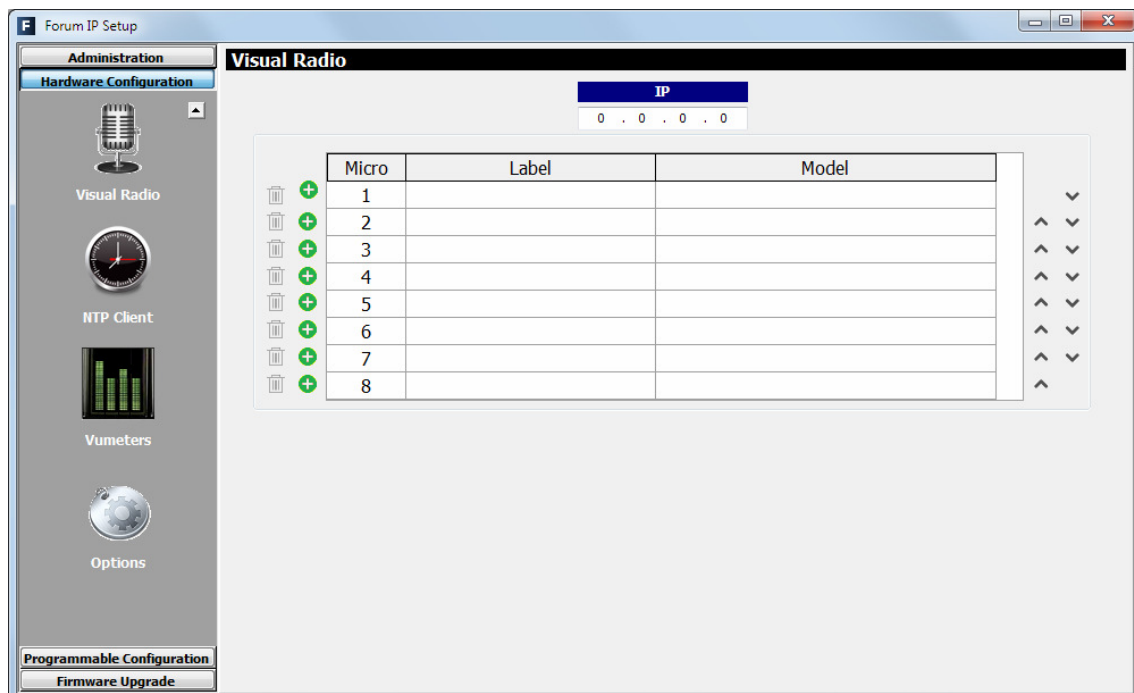 F Forum IP Setup
Administration
Hardware Configuration
Visual Radio
NTP Client
Vumeters
Options
Programmable Configuration
Firmware Upgrade
Visual Radio
IP
0 . 0 . 0 . 0
Micro Label Model
1
2
3
4
5
6
7
8